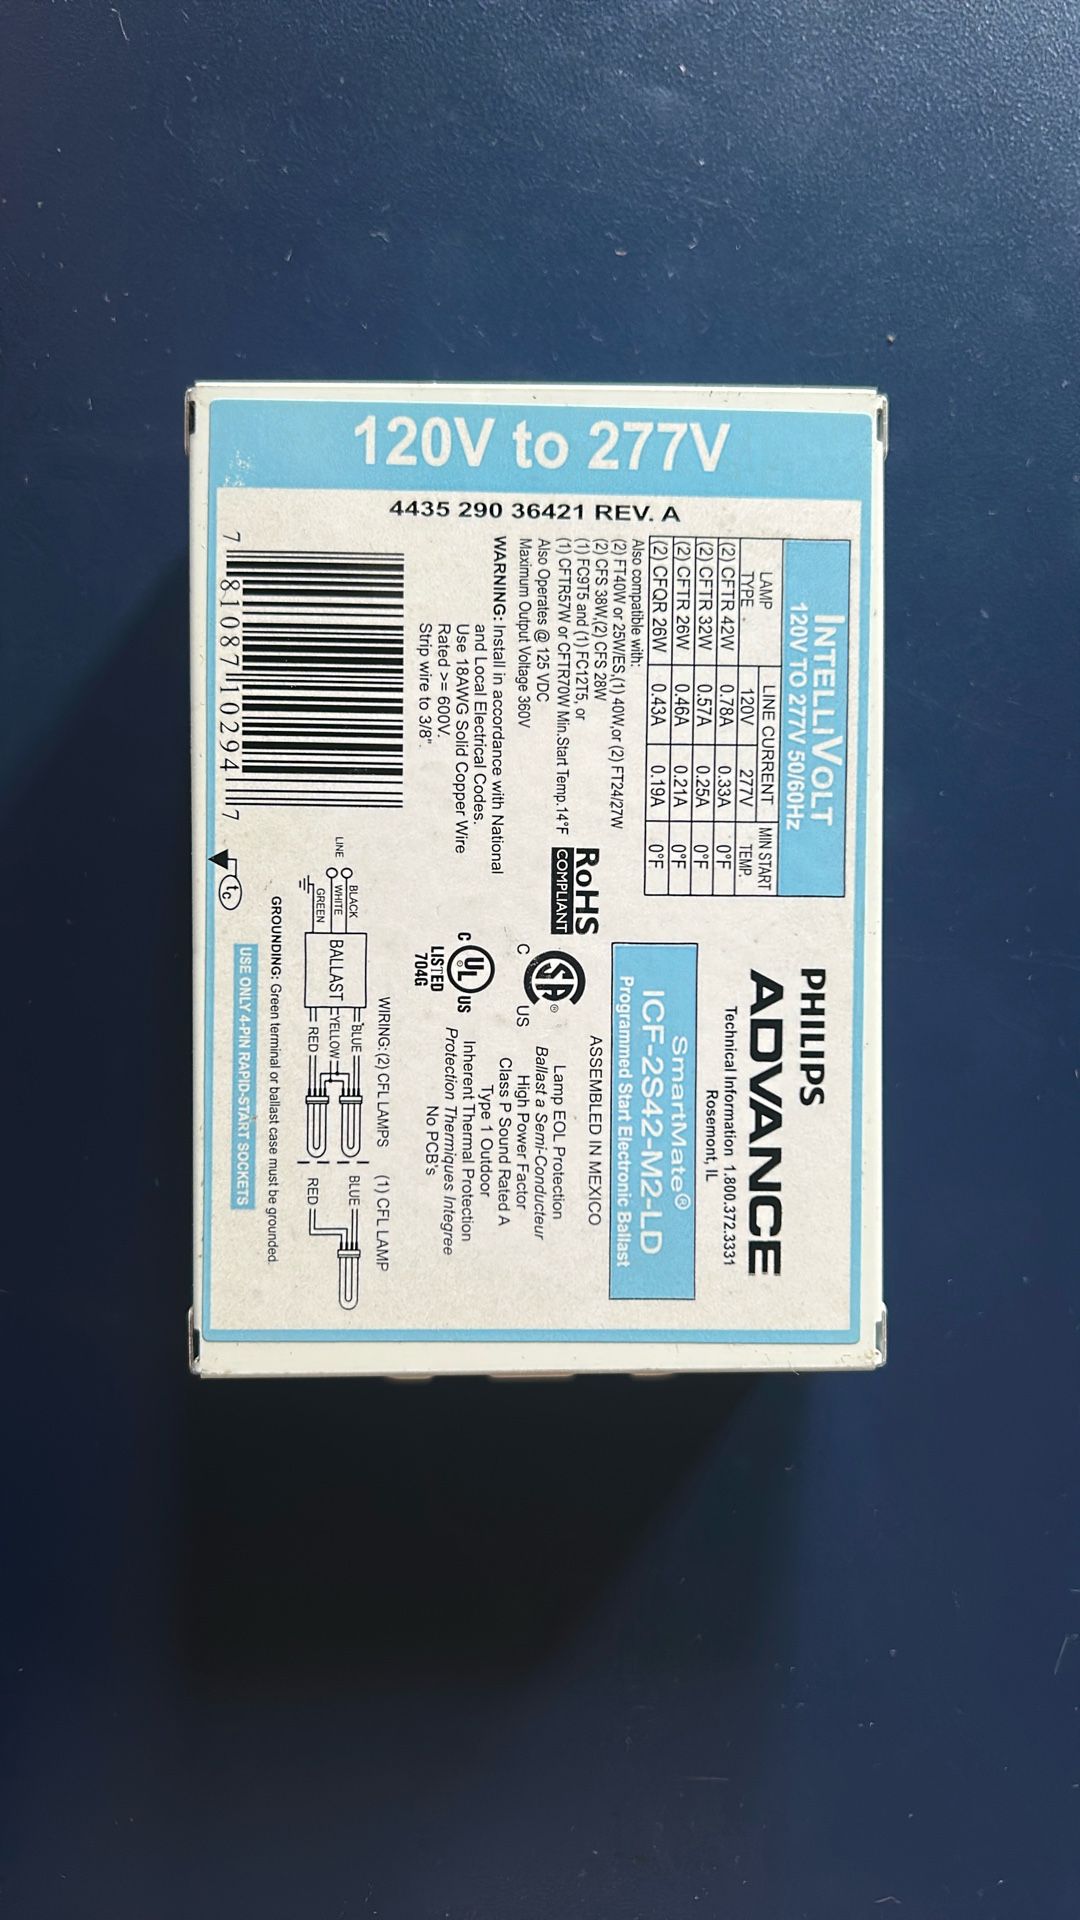 120V to 277V
4435 290 36421 REV. A
INTELLIVOLT
120V TO 277V 50/60Hz
LAMP TYPE LINE CURRENT MIN START TEMP.
120V 277V
(2) CFTR 42W 0.78A 0.33A 0°F
(2) CFTR 32W 0.57A 0.25A 0°F
(2) CFTR 26W 0.46A 0.21A 0°F
(2) CFQR 26W 0.43A 0.19A 0°F
Also compatible with:
(2) FT40W or 25W/ES,(1) 40W,or (2) FT24/27W
(2) CFS 38W,(2) CFS 28W
(1) FC9T5 and (1) FC12T5, or
(1) CFTR57W or CFTR70W Min.Start Temp.14°F
Also Operates @ 125 VDC
Maximum Output Voltage 360V
WARNING: Install in accordance with National
and Local Electrical Codes.
Use 18AWG Solid Copper Wire
Rated >= 600V.
Strip wire to 3/8".
7 81087 10294 7
RoHS
COMPLIANT
PHILIPS
ADVANCE
Technical Information 1.800.372.3331
Rosemont, IL
SmartMate®
ICF-2S42-M2-LD
Programmed Start Electronic Ballast
ASSEMBLED IN MEXICO
C SA ® US
C UL ® US
LISTED
704G
Lamp EOL Protection
Ballast a Semi-Conducteur
High Power Factor
Class P Sound Rated A
Type 1 Outdoor
Inherent Thermal Protection
Protection Thermiques Integree
No PCB's
WIRING:(2) CFL LAMPS (1) CFL LAMP
LINE
BLACK
WHITE
GREEN
BALLAST
BLUE
YELLOW
RED
BLUE
RED
GROUNDING: Green terminal or ballast case must be grounded.
USE ONLY 4-PIN RAPID-START SOCKETS
tc